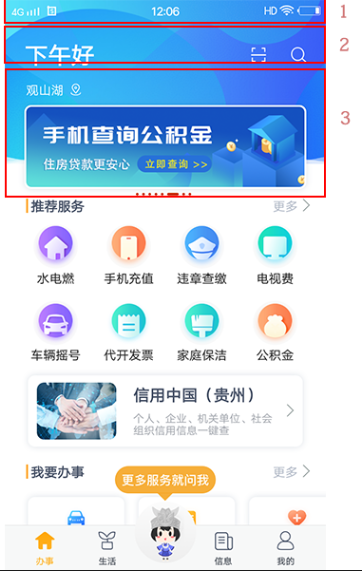 4G 12:06 HD
1
下午好
2
观山湖
3
手机查询公积金
住房贷款更安心 立即查询 >>
推荐服务 更多
水电燃 手机充值 违章查缴 电视费
车辆摇号 代开发票 家庭保洁 公积金
信用中国（贵州）
个人、企业、机关单位、社会
组织信用信息一键查
我要办事 更多
更多服务就问我
办事 生活 信息 我的